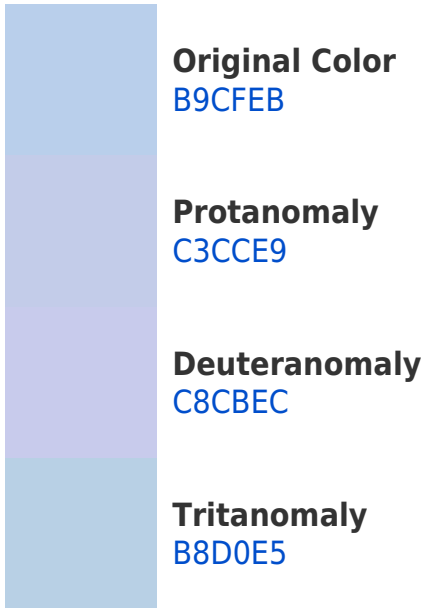 Original Color
B9CFEB
Protanomaly
C3CCE9
Deuteranomaly
C8CBEC
Tritanomaly
B8D0E5